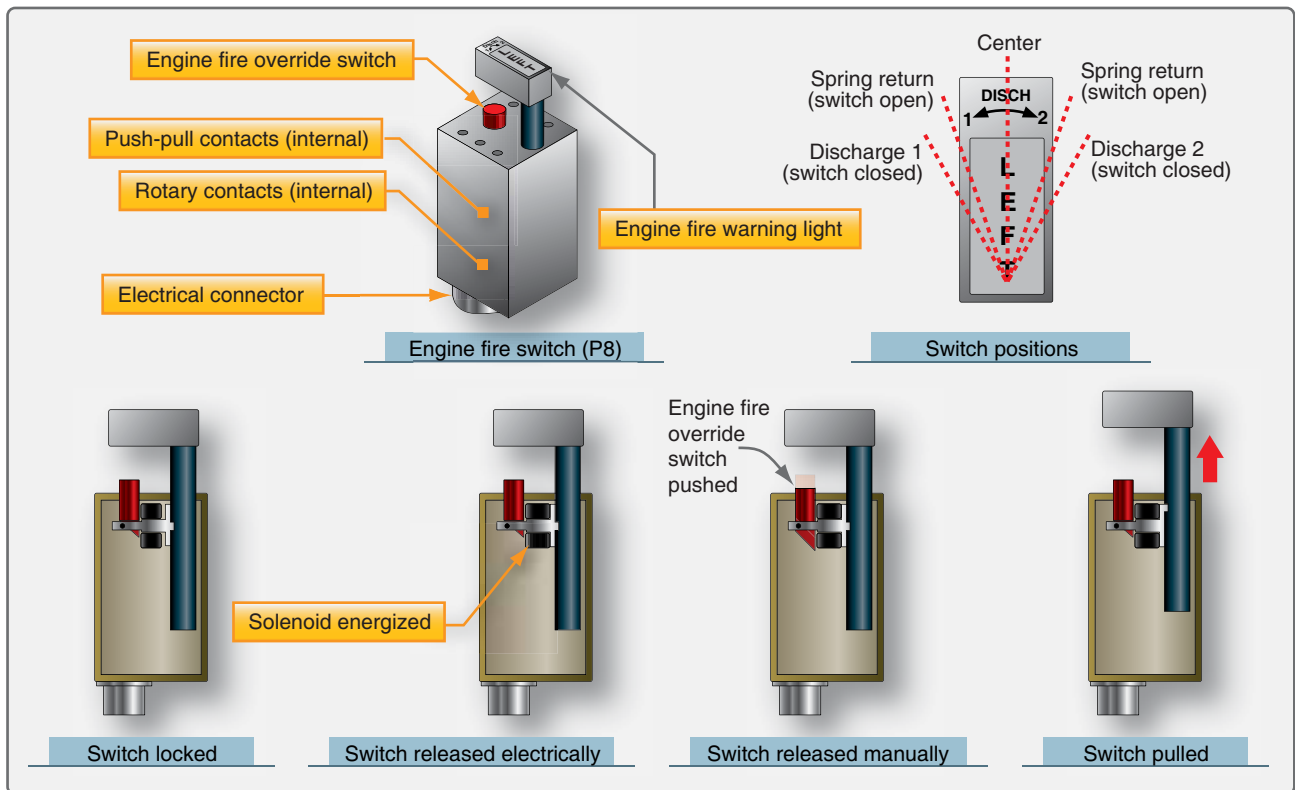 Engine fire override switch
Push-pull contacts (internal)
Rotary contacts (internal)
Electrical connector
LEFT
Engine fire warning light
Engine fire switch (P8)
Center
Spring return
(switch open)
Spring return
(switch open)
DISCH
1
2
Discharge 1
(switch closed)
Discharge 2
(switch closed)
L
E
F
T
Switch positions
Engine fire
override
switch
pushed
Solenoid energized
Switch locked
Switch released electrically
Switch released manually
Switch pulled